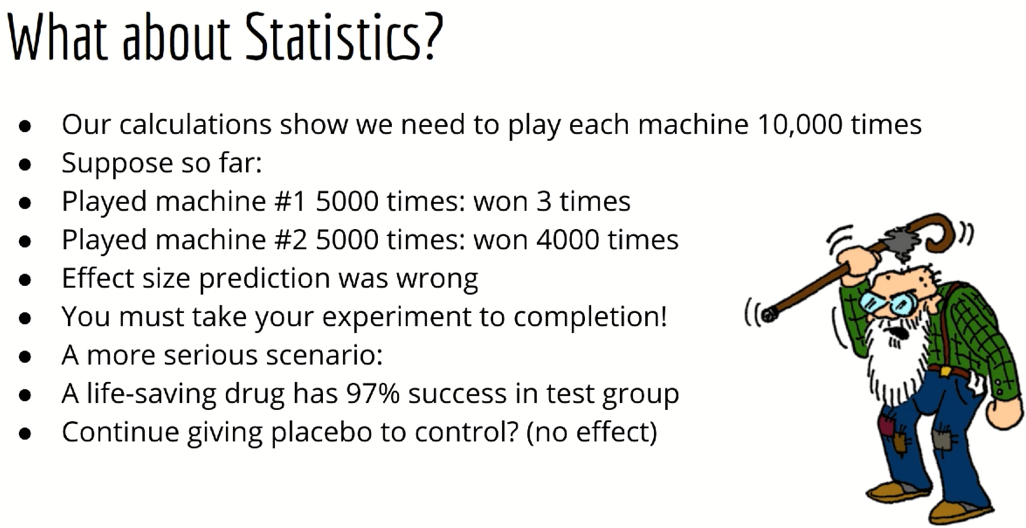 What about Statistics?
● Our calculations show we need to play each machine 10,000 times
● Suppose so far:
● Played machine #1 5000 times: won 3 times
● Played machine #2 5000 times: won 4000 times
● Effect size prediction was wrong
● You must take your experiment to completion!
● A more serious scenario:
● A life-saving drug has 97% success in test group
● Continue giving placebo to control? (no effect)